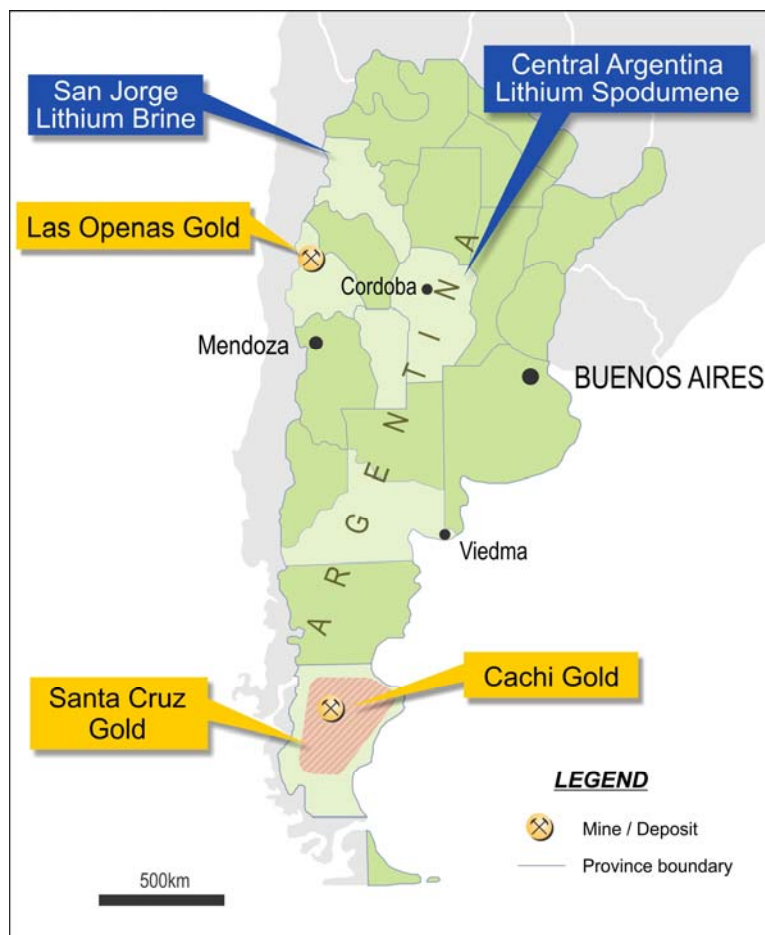 San Jorge
Lithium Brine
Central Argentina
Lithium Spodumene
Las Openas Gold
Cordoba
Mendoza
BUENOS AIRES
ARGENTINA
Viedma
Cachi Gold
Santa Cruz
Gold
LEGEND
Mine / Deposit
Province boundary
500km